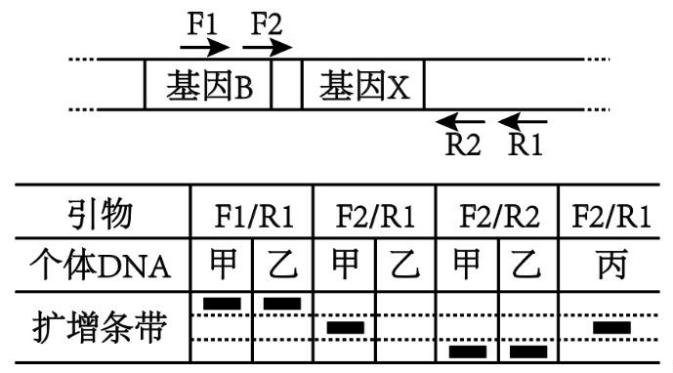 F1 F2
基因B 基因X
R2 R1
引物 F1/R1 F2/R1 F2/R2 F2/R1
个体DNA 甲 乙 甲 乙 甲 乙 丙
扩增条带